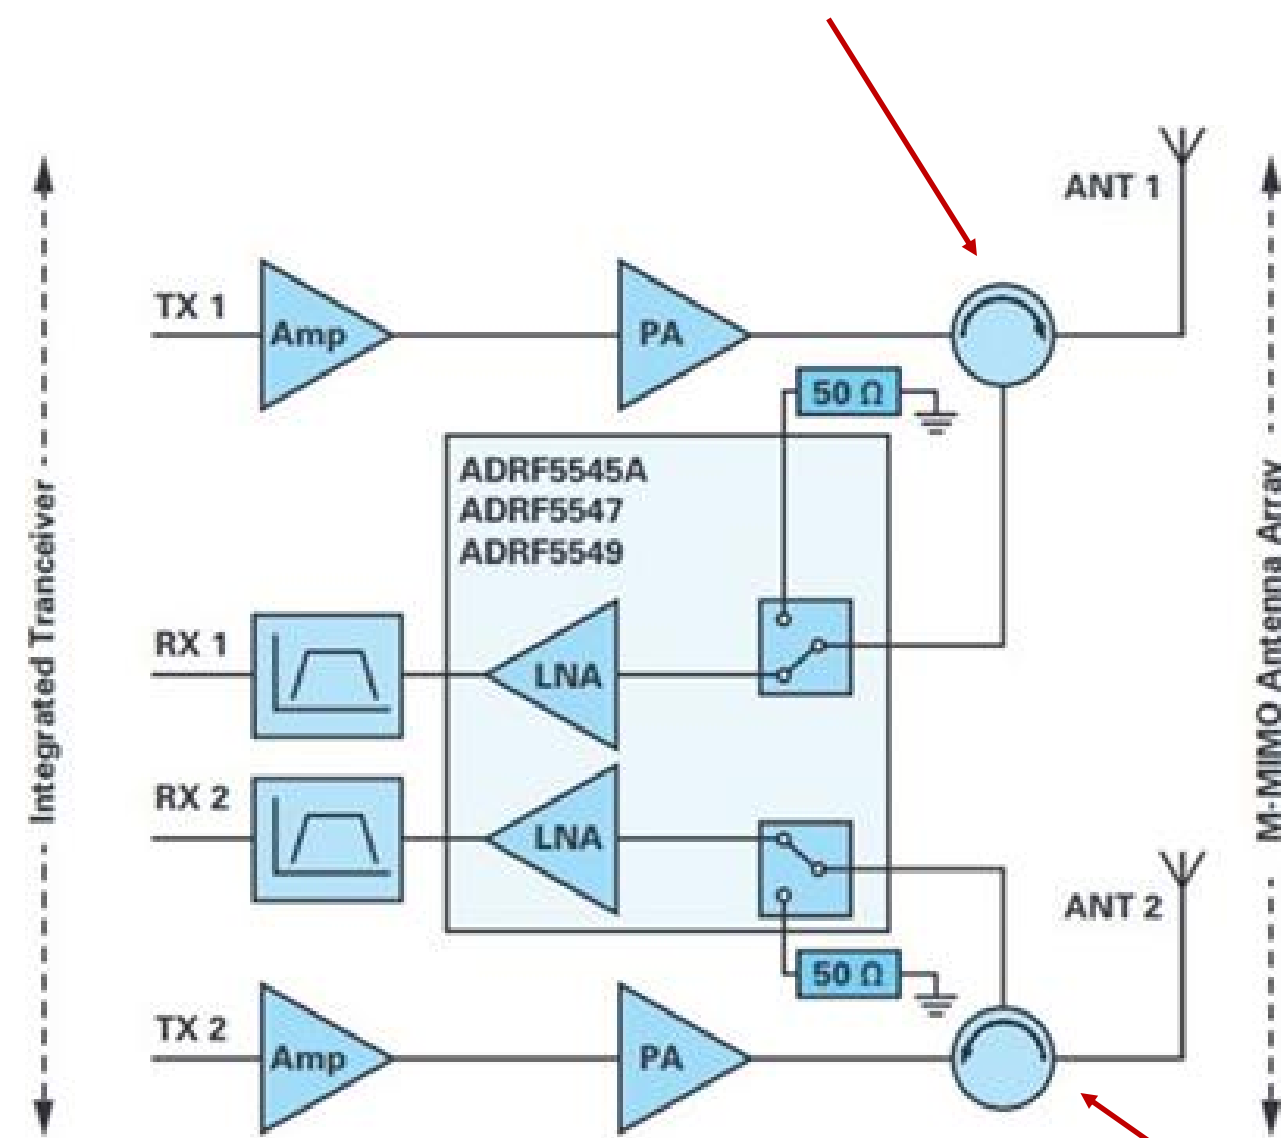 ANT 1
TX 1
Amp
PA
50 Ω
ADRF5545A
ADRF5547
ADRF5549
RX 1
LNA
RX 2
LNA
ANT 2
50 Ω
TX 2
Amp
PA
Integrated Tranceiver
M-MIMO Antenna Array